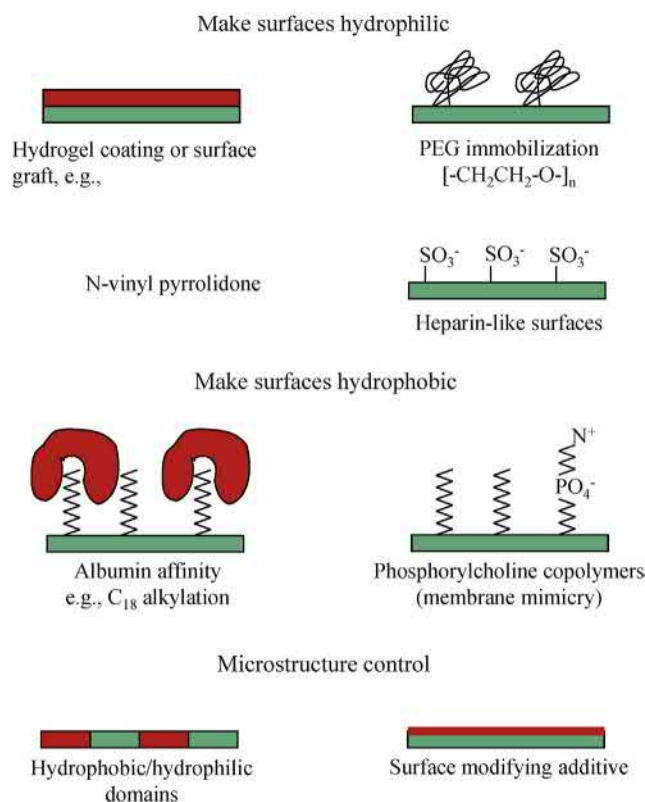 Make surfaces hydrophilic
Hydrogel coating or surface
graft, e.g.,
PEG immobilization
[-CH₂CH₂-O-]ₙ
N-vinyl pyrrolidone
SO₃⁻ SO₃⁻ SO₃⁻
Heparin-like surfaces
Make surfaces hydrophobic
Albumin affinity
e.g., C₁₈ alkylation
N⁺
PO₄⁻
Phosphorylcholine copolymers
(membrane mimicry)
Microstructure control
Hydrophobic/hydrophilic
domains
Surface modifying additive